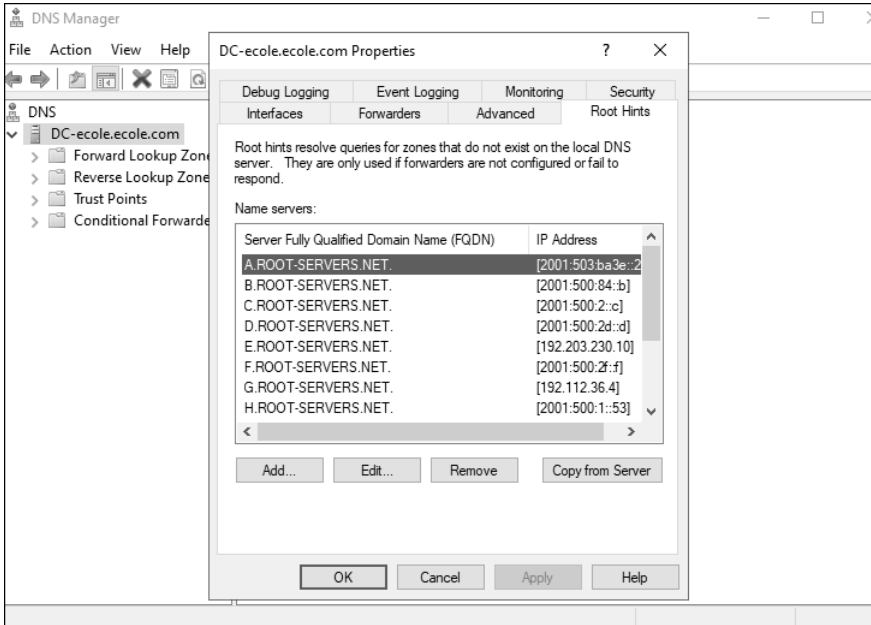 DNS Manager
File Action View Help
DNS
DC-ecole.ecole.com
Forward Lookup Zone
Reverse Lookup Zone
Trust Points
Conditional Forwarde
DC-ecole.ecole.com Properties
Debug Logging Event Logging Monitoring Security
Interfaces Forwarders Advanced Root Hints
Root hints resolve queries for zones that do not exist on the local DNS
server. They are only used if forwarders are not configured or fail to
respond.
Name servers:
Server Fully Qualified Domain Name (FQDN) IP Address
A.ROOT-SERVERS.NET. [2001:503:ba3e::2
B.ROOT-SERVERS.NET. [2001:500:84::b]
C.ROOT-SERVERS.NET. [2001:500:2::c]
D.ROOT-SERVERS.NET. [2001:500:2d::d]
E.ROOT-SERVERS.NET. [192.203.230.10]
F.ROOT-SERVERS.NET. [2001:500:2f::f]
G.ROOT-SERVERS.NET. [192.112.36.4]
H.ROOT-SERVERS.NET. [2001:500:1::53]
Add... Edit... Remove Copy from Server
OK Cancel Apply Help